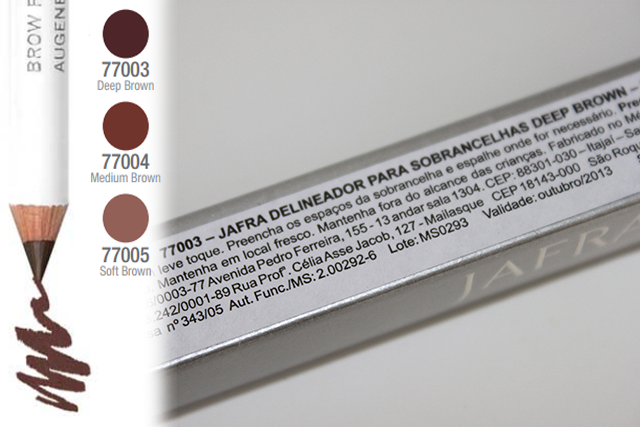 BROW P
AUGENE
77003
Deep Brown
77004
Medium Brown
77005
Soft Brown
77003 – JAFRA DELINEADOR PARA SOBRANCELHAS DEEP BROWN –
leve toque. Preencha os espaços da sobrancelha e espalhe onde for necessário.
Mantenha em local fresco. Mantenha fora do alcance das crianças. Fabricado no
/0003-77 Avenida Pedro Ferreira, 155 - 13 andar sala 1304. CEP: 88301-030 – Itajaí –
242/0001-89 Rua Profª. Célia Asse Jacob, 127 - Mailasque CEP 18143-000 São Roqu
nº 343/05 Aut. Func./MS: 2.00292-6 Lote: MS0293 Validade: outubro/2013
JAFRA